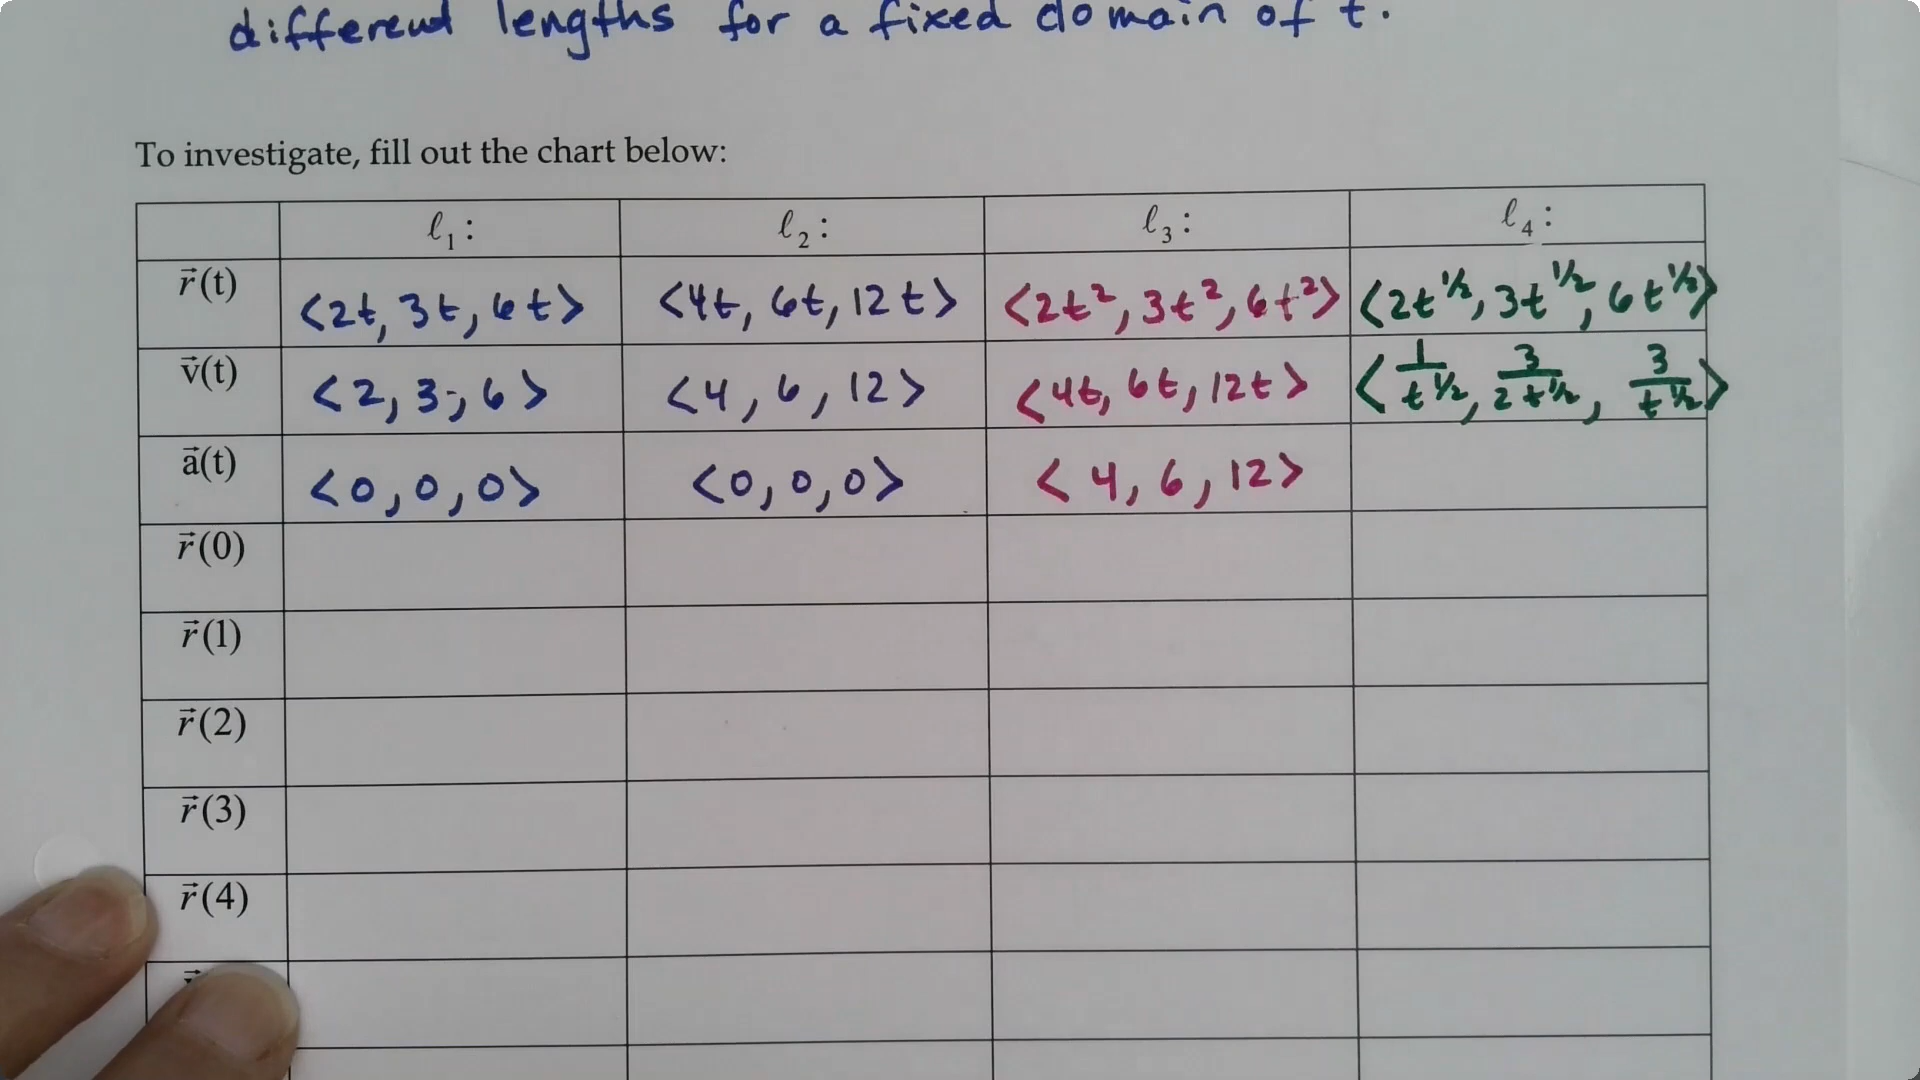 different lengths for a fixed domain of t.
To investigate, fill out the chart below:
ℓ₁: ℓ₂: ℓ₃: ℓ₄:
r⃗(t) <2t, 3t, 6t> <4t, 6t, 12t> <2t², 3t², 6t²> <2t^½, 3t^½, 6t^½>
v⃗(t) <2, 3, 6> <4, 6, 12> <4t, 6t, 12t> <1/t^½, 3/2t^½, 3/t^½>
a⃗(t) <0, 0, 0> <0, 0, 0> <4, 6, 12>
r⃗(0)
r⃗(1)
r⃗(2)
r⃗(3)
r⃗(4)